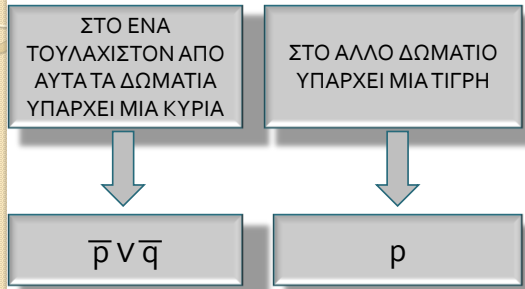 ΣΤΟ ΕΝΑ
ΤΟΥΛΑΧΙΣΤΟΝ ΑΠΟ
ΑΥΤΑ ΤΑ ΔΩΜΑΤΙΑ
ΥΠΑΡΧΕΙ ΜΙΑ ΚΥΡΙΑ
ΣΤΟ ΑΛΛΟ ΔΩΜΑΤΙΟ
ΥΠΑΡΧΕΙ ΜΙΑ ΤΙΓΡΗ
p̅ V q̅
p